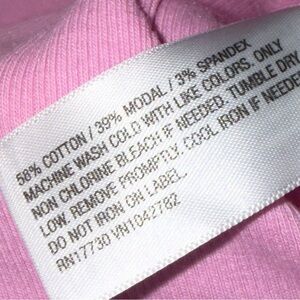 58% COTTON / 39% MODAL / 3% SPANDEX
MACHINE WASH COLD WITH LIKE COLORS. ONLY
NON CHLORINE BLEACH IF NEEDED. TUMBLE DRY
LOW. REMOVE PROMPTLY. COOL IRON IF NEEDED.
DO NOT IRON ON LABEL.
RN17730 VN1042782